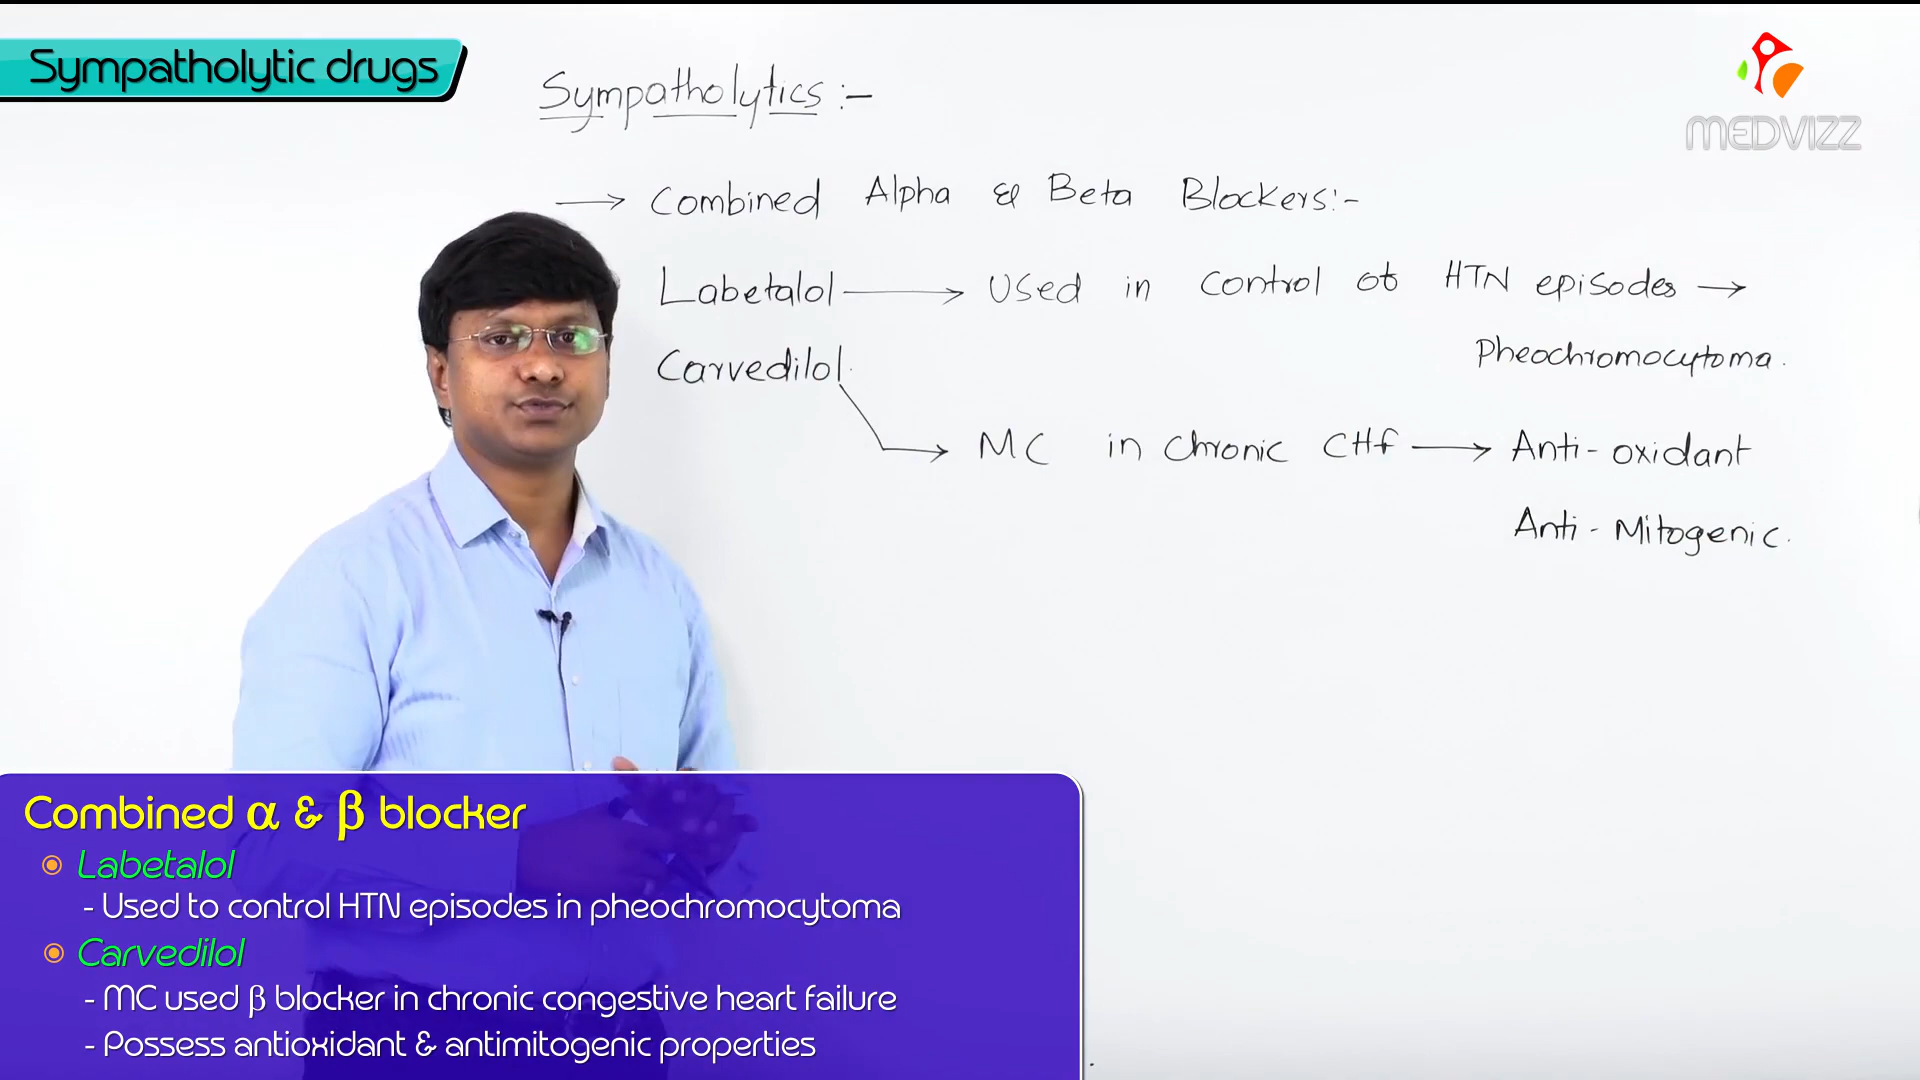 Sympatholytic drugs
Sympatholytics :-
MEDVIZZ
→ Combined Alpha & Beta Blockers:-
Labetalol → Used in control of HTN episodes →
Pheochromocytoma.
Carvedilol
→ MC in chronic CHf → Anti-oxidant
Anti-Mitogenic.
Combined α & β blocker
Labetalol
- Used to control HTN episodes in pheochromocytoma
Carvedilol
- MC used β blocker in chronic congestive heart failure
- Possess antioxidant & antimitogenic properties